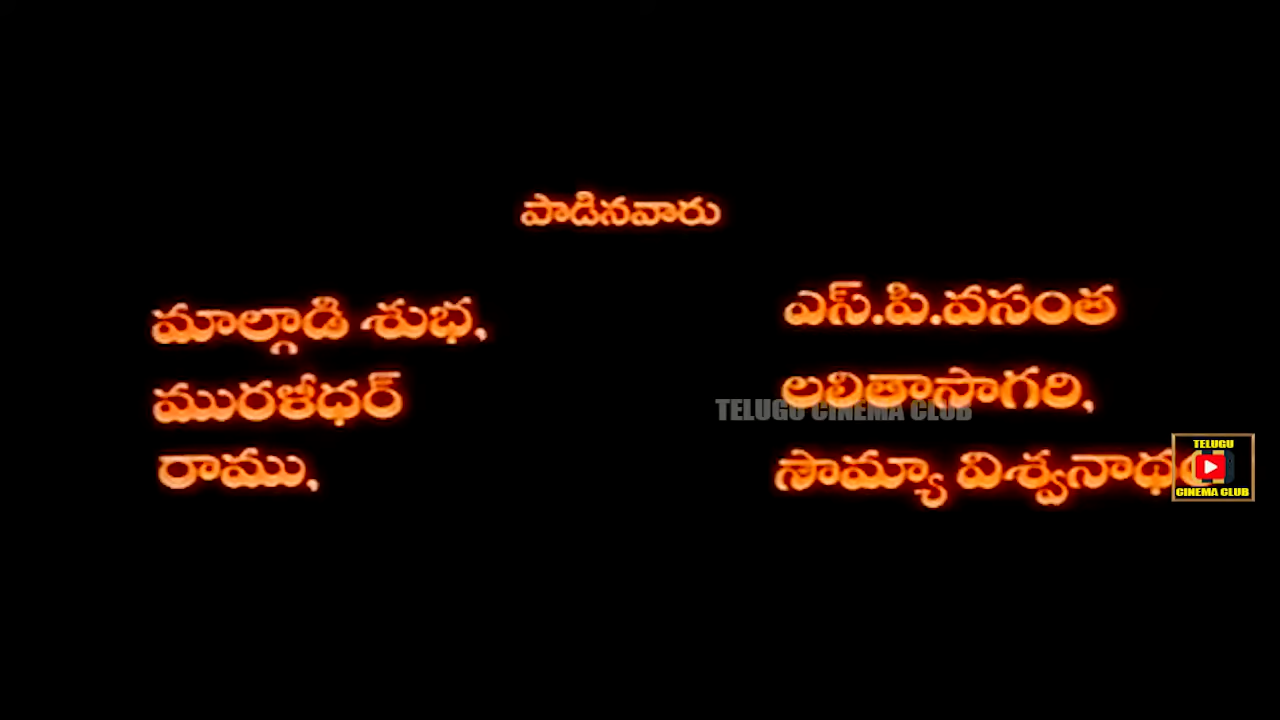 పాడినవారు
మాల్గాడి శుభ,
మురళీధర్
రాము,
ఎస్.పి.వసంత
లలితాసాగరి,
సౌమ్యా విశ్వనాథం
TELUGU CINEMA CLUB
TELUGU
CINEMA CLUB